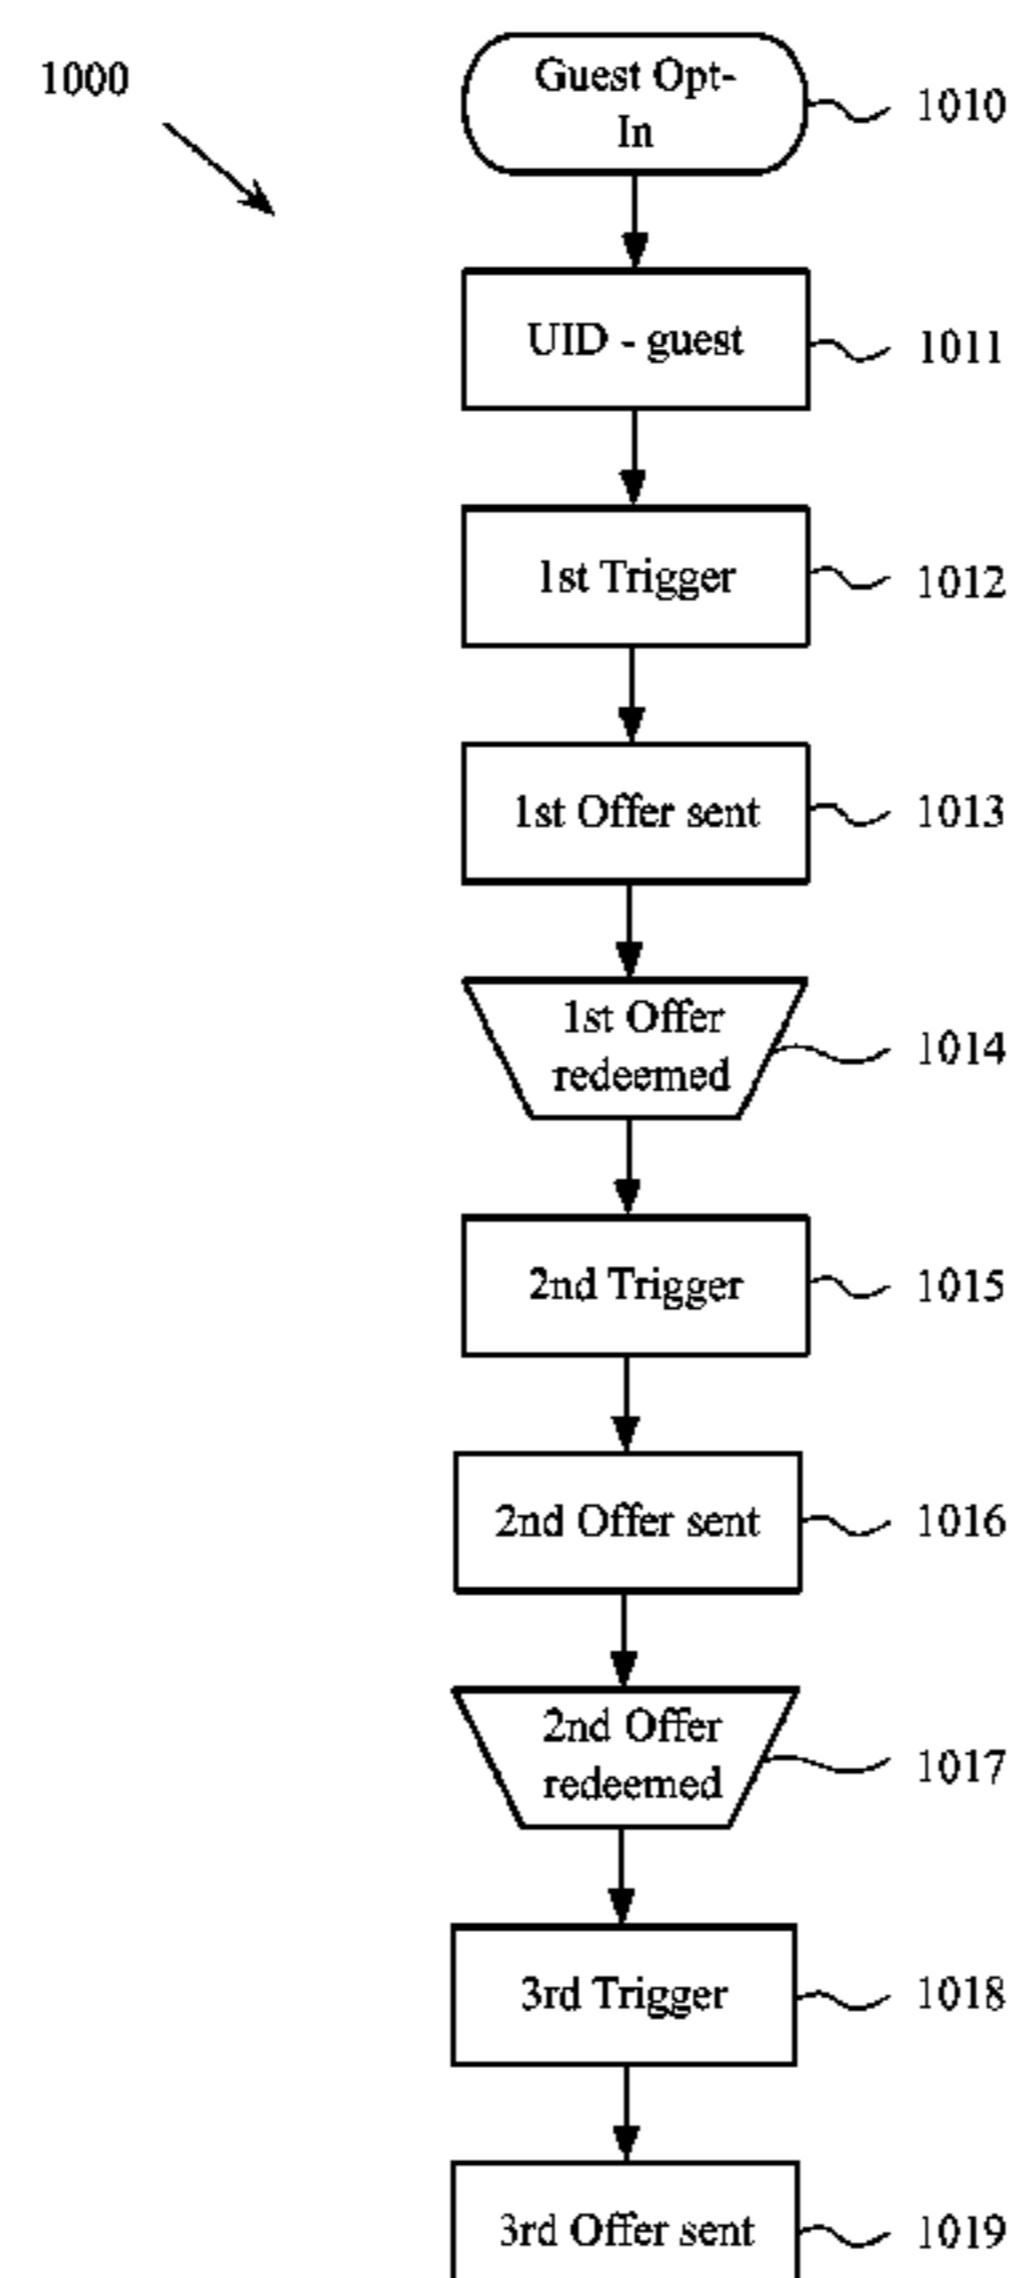 1000
Guest Opt-
In
1010
UID - guest
1011
1st Trigger
1012
1st Offer sent
1013
1st Offer
redeemed
1014
2nd Trigger
1015
2nd Offer sent
1016
2nd Offer
redeemed
1017
3rd Trigger
1018
3rd Offer sent
1019